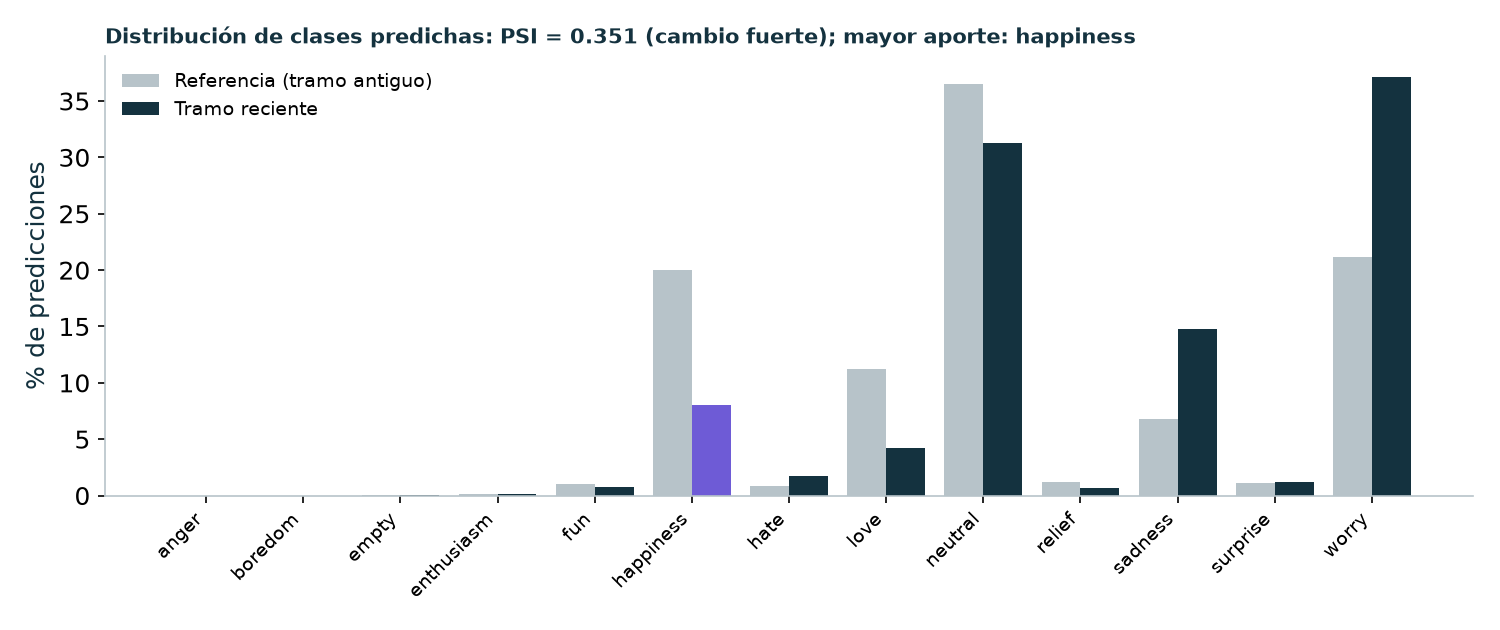 Distribución de clases predichas: PSI = 0.351 (cambio fuerte); mayor aporte: happiness
Referencia (tramo antiguo)
Tramo reciente
% de predicciones
35
30
25
20
15
10
5
0
anger
boredom
empty
enthusiasm
fun
happiness
hate
love
neutral
relief
sadness
surprise
worry